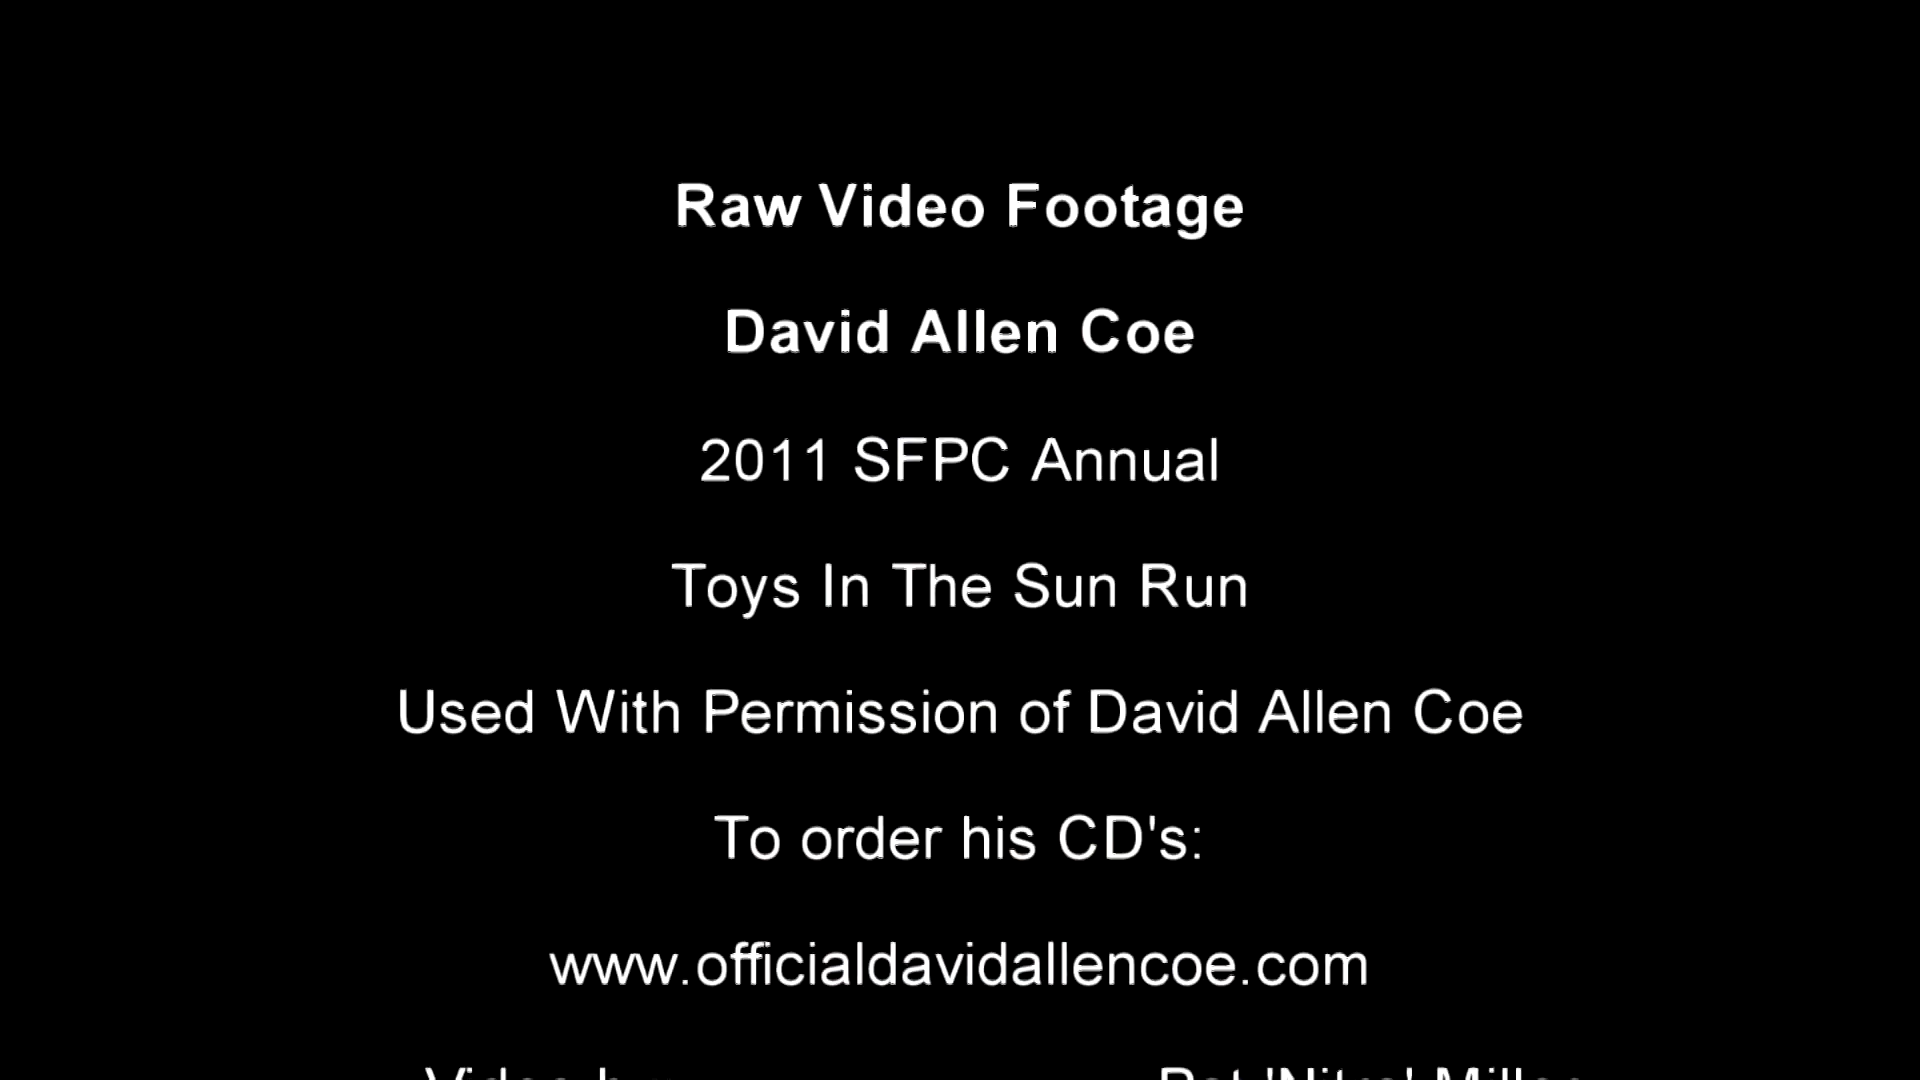 Raw Video Footage
David Allen Coe
2011 SFPC Annual
Toys In The Sun Run
Used With Permission of David Allen Coe
To order his CD's:
www.officialdavidallencoe.com